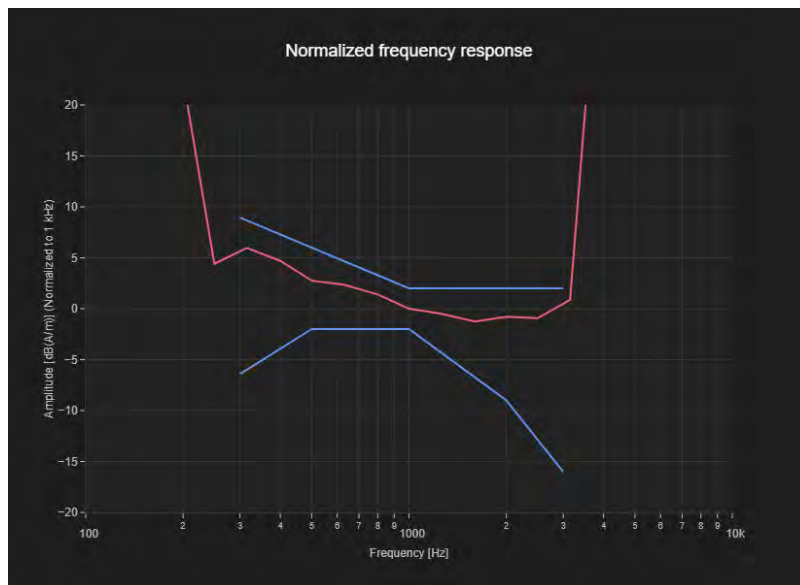 Normalized frequency response
Amplitude [dB(A/m)] (Normalized to 1 kHz)
20
15
10
5
0
−5
−10
−15
−20
100 2 3 4 5 6 7 8 9 1000 2 3 4 5 6 7 8 9 10k
Frequency [Hz]